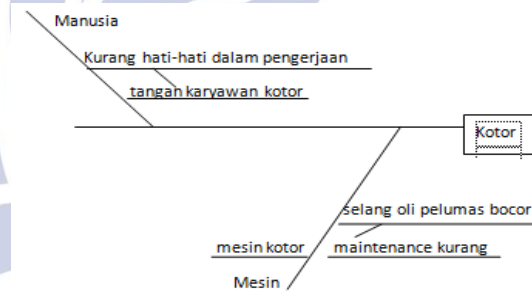 Manusia
Kurang hati-hati dalam pengerjaan
tangan karyawan kotor
Kotor
selang oli pelumas bocor
mesin kotor
maintenance kurang
Mesin